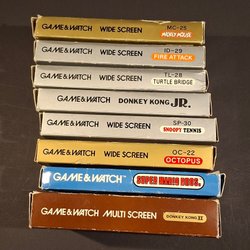 GAME&WATCH WIDE SCREEN MC-25 MICKEY MOUSE
GAME&WATCH WIDE SCREEN ID-29 FIRE ATTACK
GAME&WATCH WIDE SCREEN TL-28 TURTLE BRIDGE
GAME&WATCH DONKEY KONG JR.
GAME&WATCH WIDE SCREEN SP-30 SNOOPY TENNIS
GAME&WATCH WIDE SCREEN OC-22 OCTOPUS
GAME&WATCH SUPER MARIO BROS.
GAME&WATCH MULTI SCREEN DONKEY KONG II